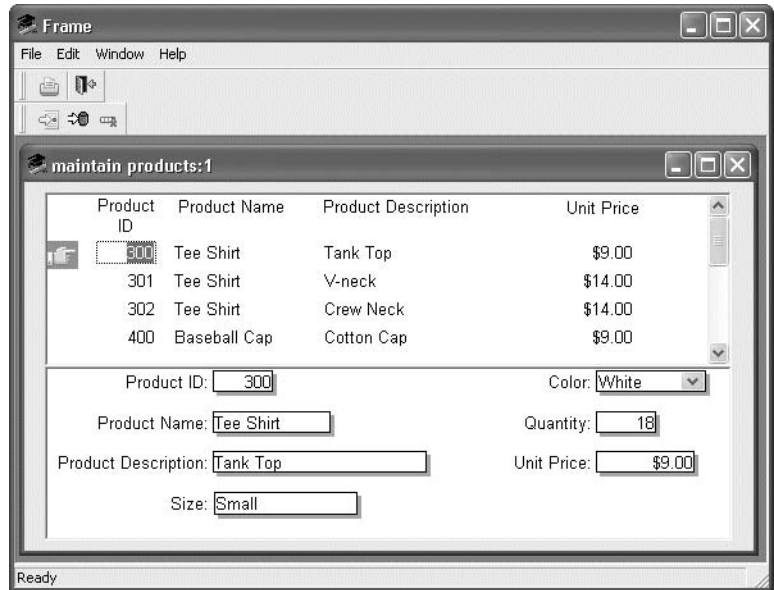 Frame
File Edit Window Help
maintain products:1
Product ID Product Name Product Description Unit Price
300 Tee Shirt Tank Top $9.00
301 Tee Shirt V-neck $14.00
302 Tee Shirt Crew Neck $14.00
400 Baseball Cap Cotton Cap $9.00
Product ID: 300 Color: White
Product Name: Tee Shirt Quantity: 18
Product Description: Tank Top Unit Price: $9.00
Size: Small
Ready